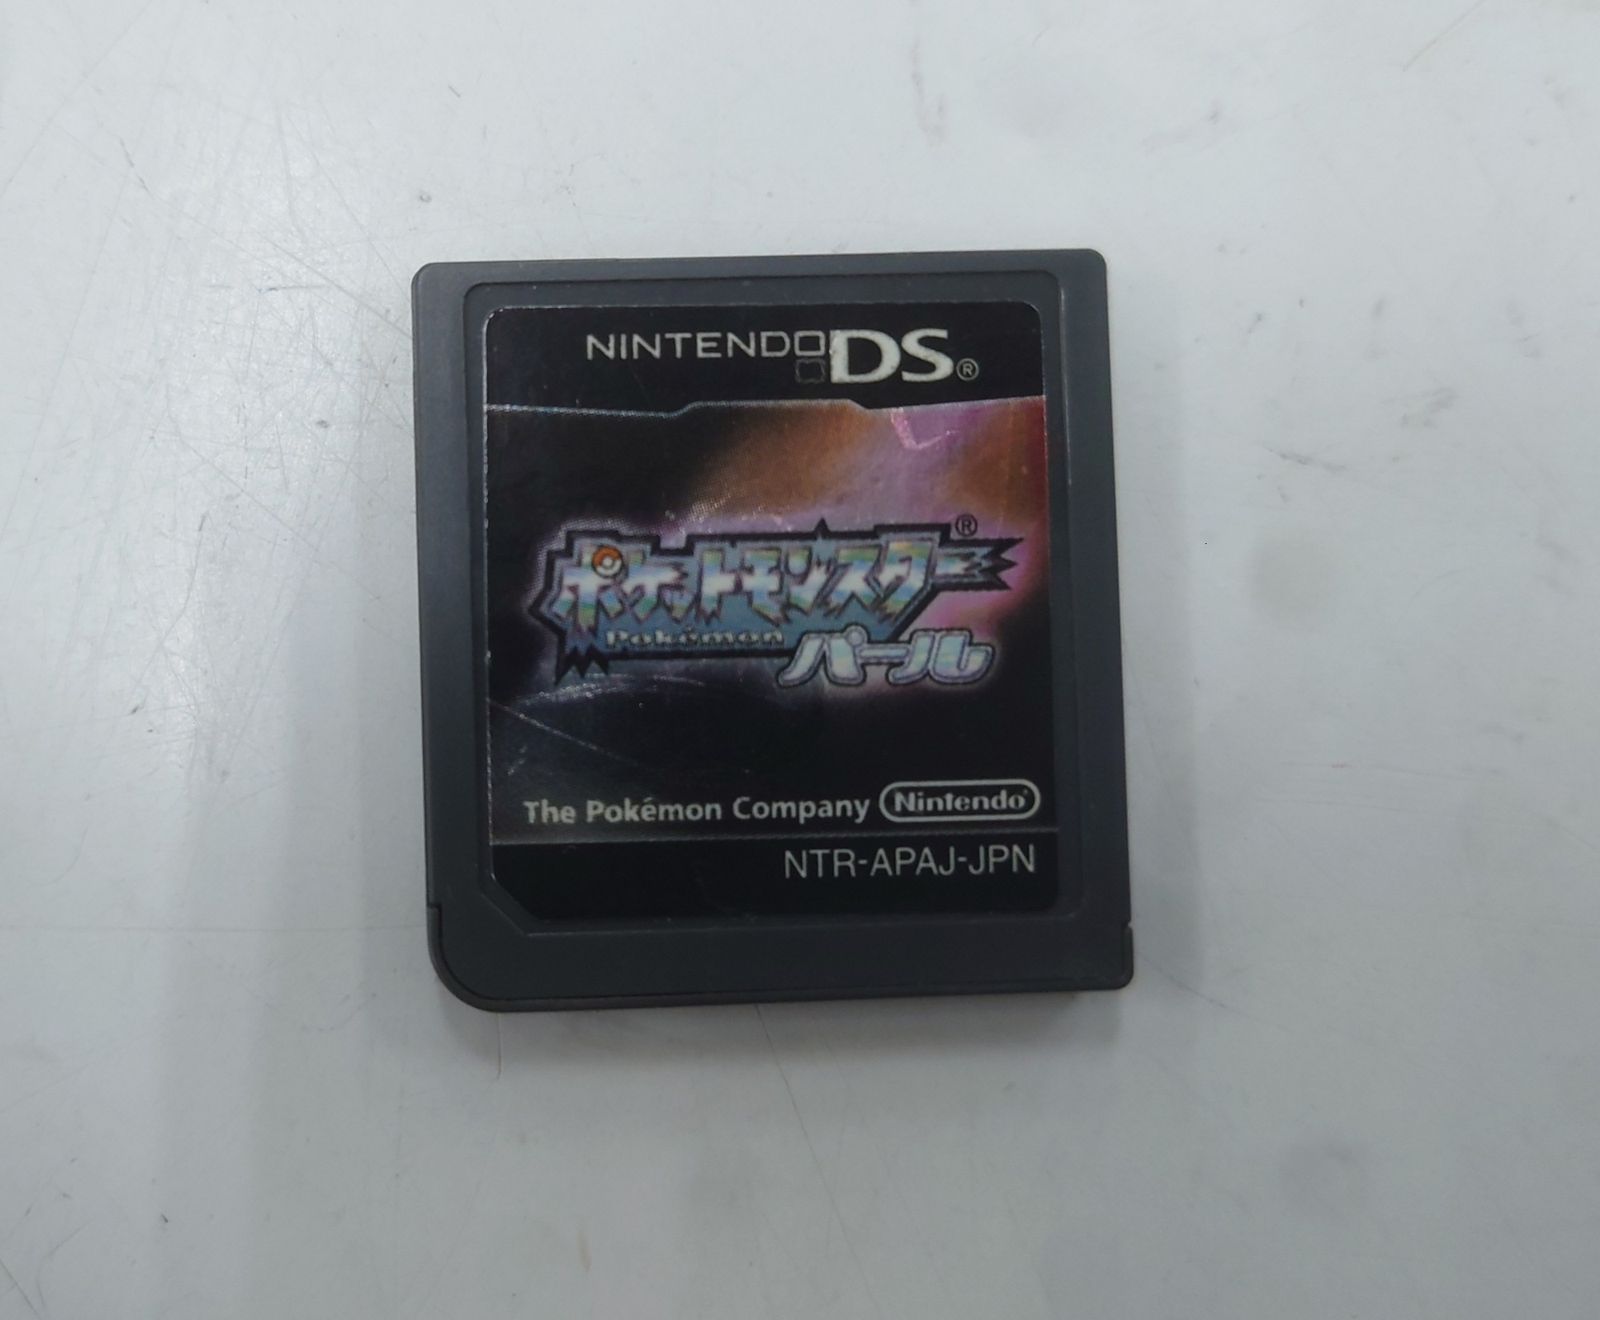 NINTENDO DS®
ポケットモンスター®
Pokémon
パール
The Pokémon Company Nintendo®
NTR-APAJ-JPN